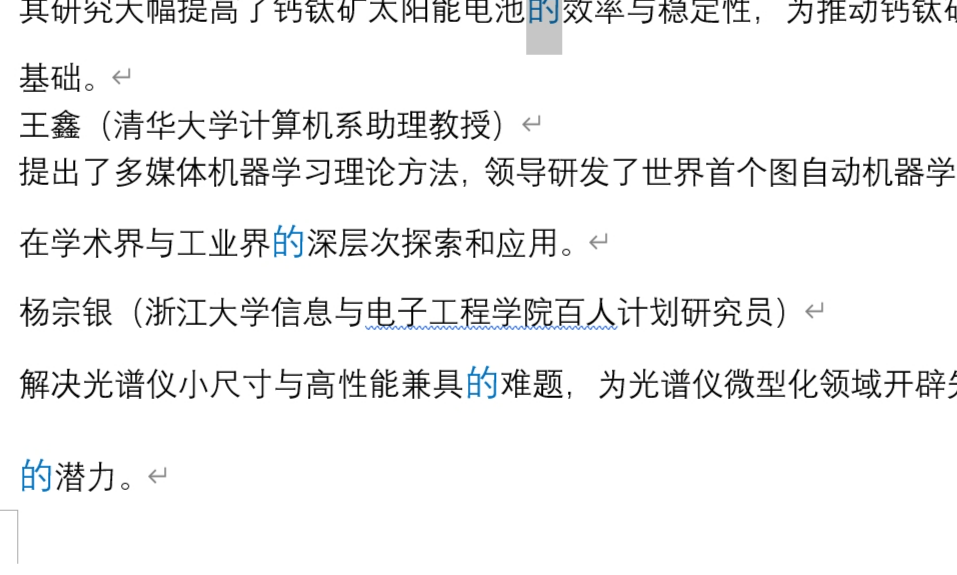 其研究大幅提高了钙钛矿太阳能电池的效率与稳定性，为推动钙钛
基础。
王鑫（清华大学计算机系助理教授）
提出了多媒体机器学习理论方法，领导研发了世界首个图自动机器学
在学术界与工业界的深层次探索和应用。
杨宗银（浙江大学信息与电子工程学院百人计划研究员）
解决光谱仪小尺寸与高性能兼具的难题，为光谱仪微型化领域开辟
的潜力。